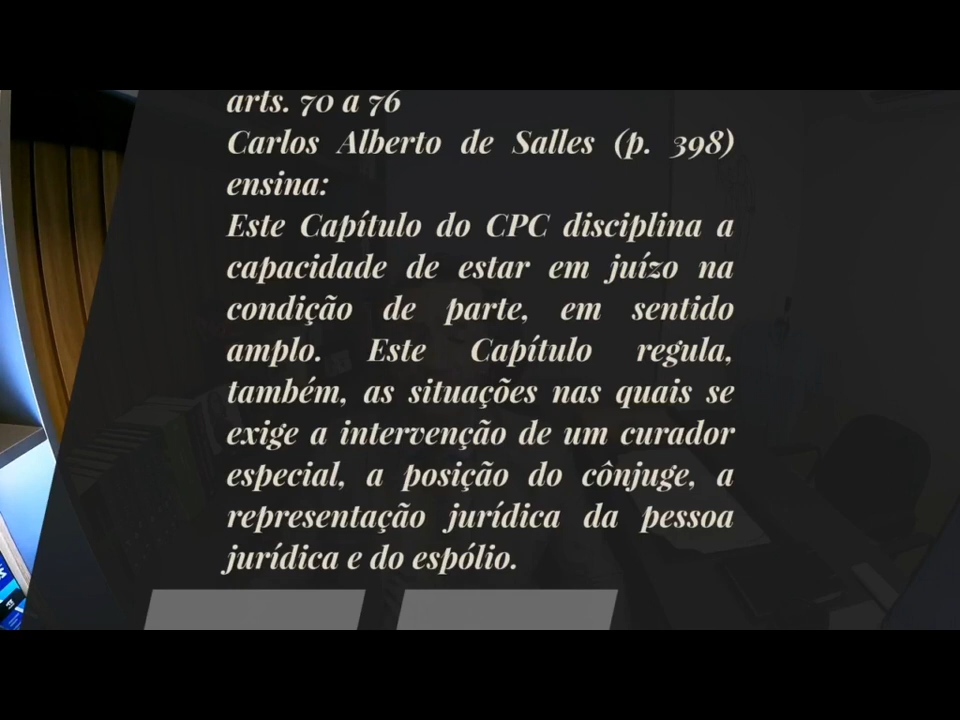 arts. 70 a 76
Carlos Alberto de Salles (p. 398)
ensina:
Este Capítulo do CPC disciplina a
capacidade de estar em juízo na
condição de parte, em sentido
amplo. Este Capítulo regula,
também, as situações nas quais se
exige a intervenção de um curador
especial, a posição do cônjuge, a
representação jurídica da pessoa
jurídica e do espólio.